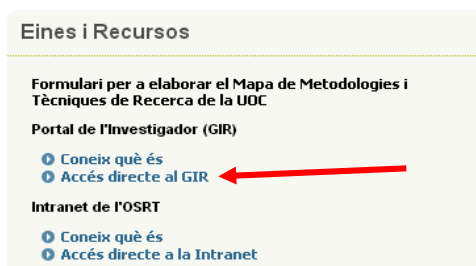 Eines i Recursos
Formulari per a elaborar el Mapa de Metodologies i
Tècniques de Recerca de la UOC
Portal de l'Investigador (GIR)
Coneix què és
Accés directe al GIR
Intranet de l'OSRT
Coneix què és
Accés directe a la Intranet